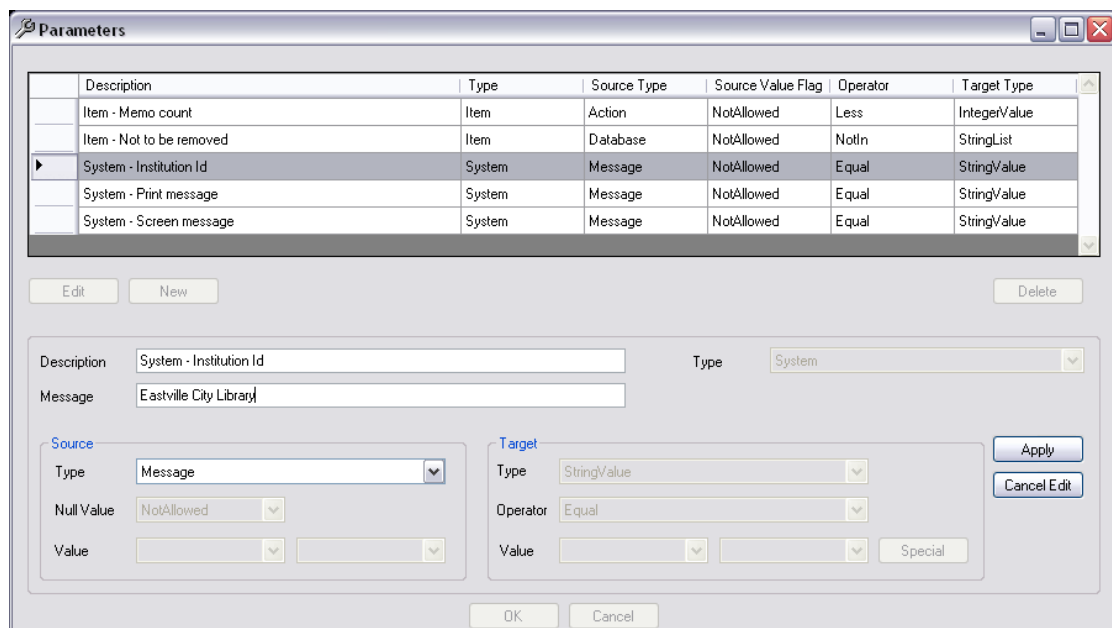 Parameters
Description Type Source Type Source Value Flag Operator Target Type
Item - Memo count Item Action NotAllowed Less IntegerValue
Item - Not to be removed Item Database NotAllowed NotIn StringList
System - Institution Id System Message NotAllowed Equal StringValue
System - Print message System Message NotAllowed Equal StringValue
System - Screen message System Message NotAllowed Equal StringValue
Edit New Delete
Description System - Institution Id Type System
Message Eastville City Library
Source Target
Apply
Type Message Type StringValue
Cancel Edit
Null Value NotAllowed Operator Equal
Value Value Special
OK Cancel